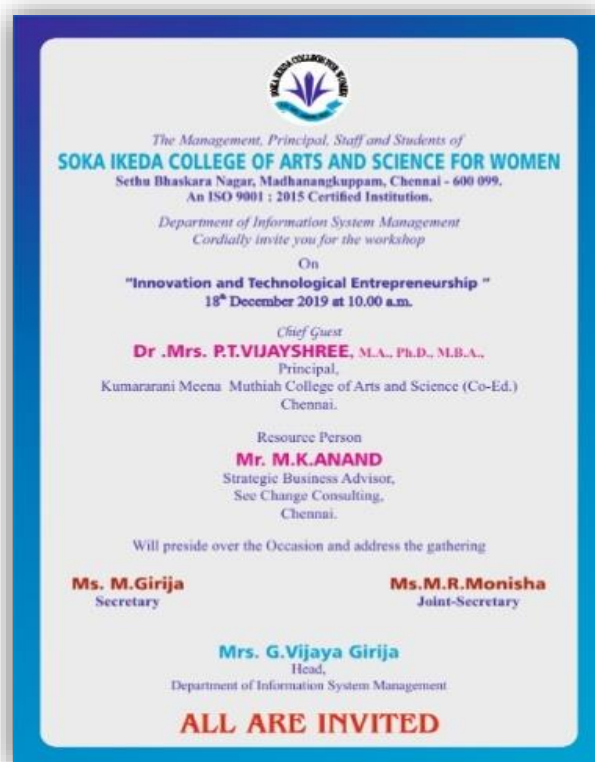 SOKA IKEDA COLLEGE FOR WOMEN
The Management, Principal, Staff and Students of
SOKA IKEDA COLLEGE OF ARTS AND SCIENCE FOR WOMEN
Sethu Bhaskara Nagar, Madhanangkuppam, Chennai - 600 099.
An ISO 9001 : 2015 Certified Institution.
Department of Information System Management
Cordially invite you for the workshop
On
"Innovation and Technological Entrepreneurship "
18th December 2019 at 10.00 a.m.
Chief Guest
Dr .Mrs. P.T.VIJAYSHREE, M.A., Ph.D., M.B.A.,
Principal,
Kumararani Meena Muthiah College of Arts and Science (Co-Ed.)
Chennai.
Resource Person
Mr. M.K.ANAND
Strategic Business Advisor,
See Change Consulting,
Chennai.
Will preside over the Occasion and address the gathering
Ms. M.Girija Ms.M.R.Monisha
Secretary Joint-Secretary
Mrs. G.Vijaya Girija
Head,
Department of Information System Management
ALL ARE INVITED